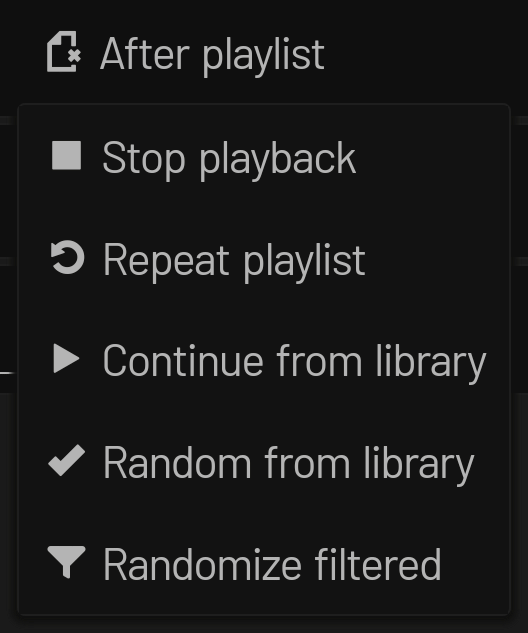 After playlist
Stop playback
Repeat playlist
Continue from library
Random from library
Randomize filtered